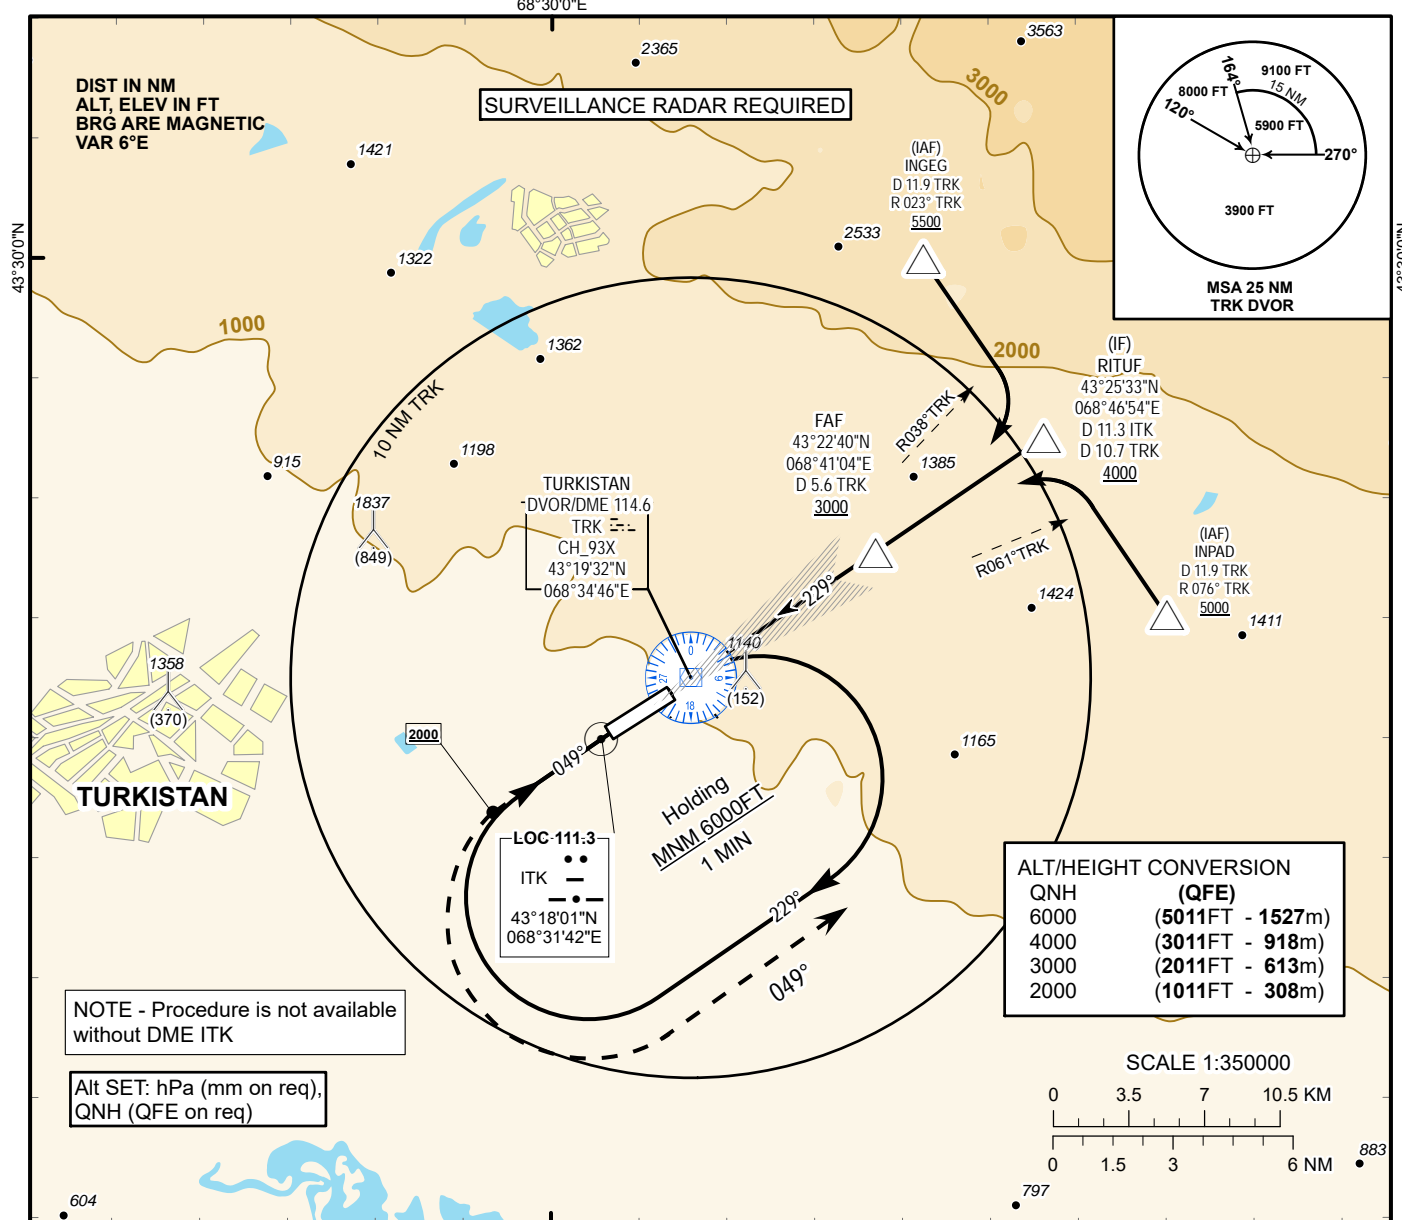 68°30'0"E
3563
2365
3000
DIST IN NM
ALT, ELEV IN FT
BRG ARE MAGNETIC
VAR 6°E
SURVEILLANCE RADAR REQUIRED
164°
9100 FT
15 NM
8000 FT
120°
5900 FT
270°
3900 FT
MSA 25 NM
TRK DVOR
1421
(IAF)
INGEG
D 11.9 TRK
R 023° TRK
5500
2533
1322
43°30'0"N
43°30'0"N
1000
1362
2000
(IF)
RITUF
43°25'33"N
068°46'54"E
D 11.3 ITK
D 10.7 TRK
4000
10 NM TRK
R038°TRK
FAF
43°22'40"N
068°41'04"E
D 5.6 TRK
3000
1385
1198
915
1837
(849)
TURKISTAN
DVOR/DME 114.6
TRK
CH_93X
43°19'32"N
068°34'46"E
R061°TRK
(IAF)
INPAD
D 11.9 TRK
R 076° TRK
5000
1424
1411
229°
1140
(152)
0
9
18
27
1358
(370)
TURKISTAN
2000
049°
1165
Holding
MNM 6000FT
1 MIN
LOC 111.3
ITK
43°18'01"N
068°31'42"E
229°
049°
ALT/HEIGHT CONVERSION
QNH (QFE)
6000 (5011FT - 1527m)
4000 (3011FT - 918m)
3000 (2011FT - 613m)
2000 (1011FT - 308m)
NOTE - Procedure is not available
without DME ITK
Alt SET: hPa (mm on req),
QNH (QFE on req)
SCALE 1:350000
0 3.5 7 10.5 KM
0 1.5 3 6 NM
883
797
604